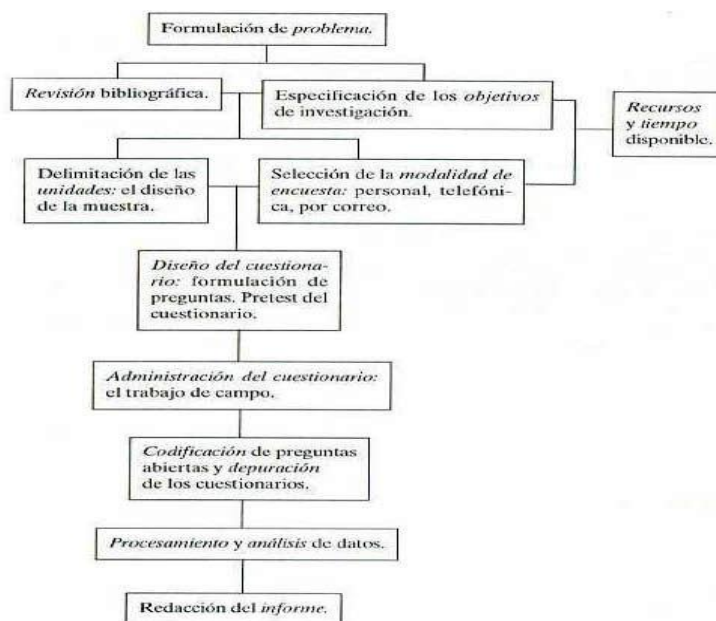 Formulación de problema.
Revisión bibliográfica.
Especificación de los objetivos
de investigación.
Recursos
y tiempo
disponible.
Delimitación de las
unidades: el diseño
de la muestra.
Selección de la modalidad de
encuesta: personal, telefóni-
ca, por correo.
Diseño del cuestiona-
rio: formulación de
preguntas. Pretest del
cuestionario.
Administración del cuestionario:
el trabajo de campo.
Codificación de preguntas
abiertas y depuración
de los cuestionarios.
Procesamiento y análisis de datos.
Redacción del informe.